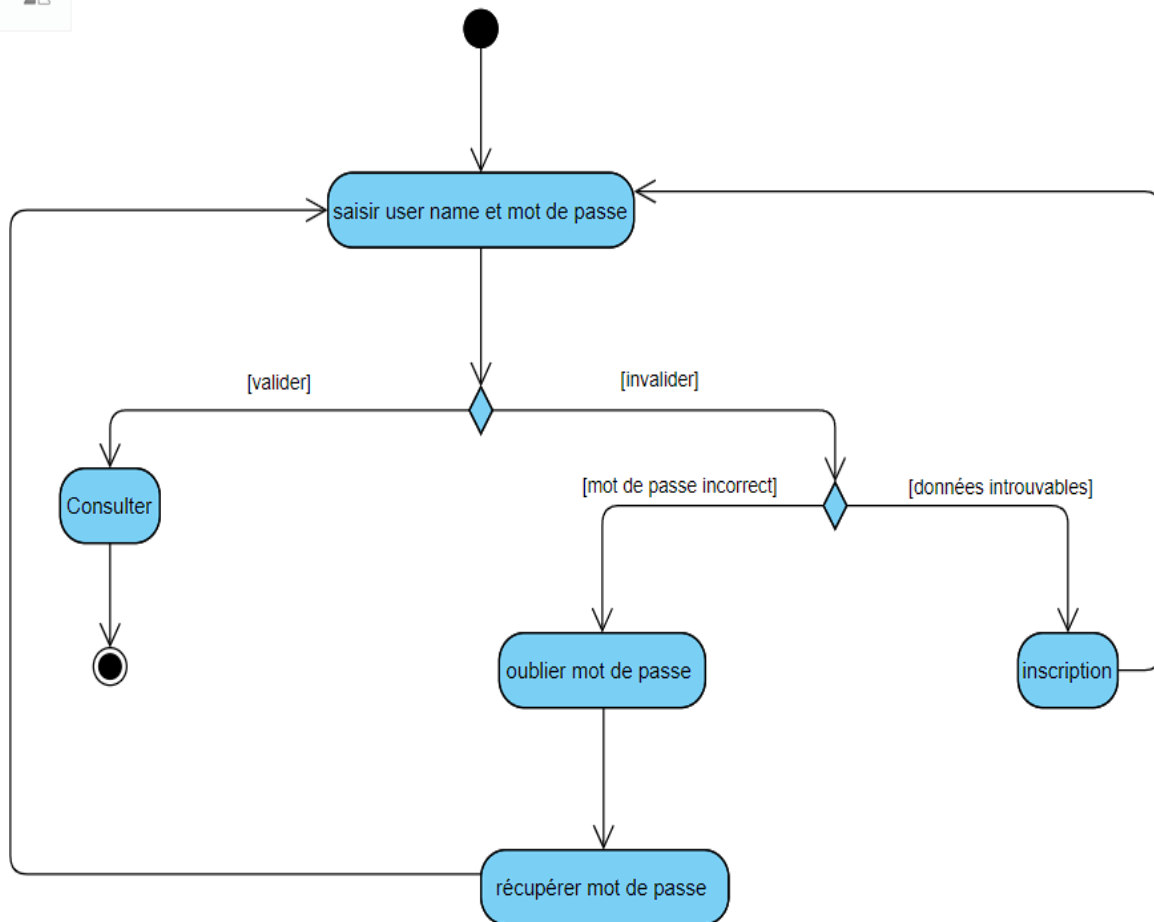 saisir user name et mot de passe
[valider]
[invalider]
Consulter
[mot de passe incorrect]
[données introuvables]
oublier mot de passe
inscription
récupérer mot de passe